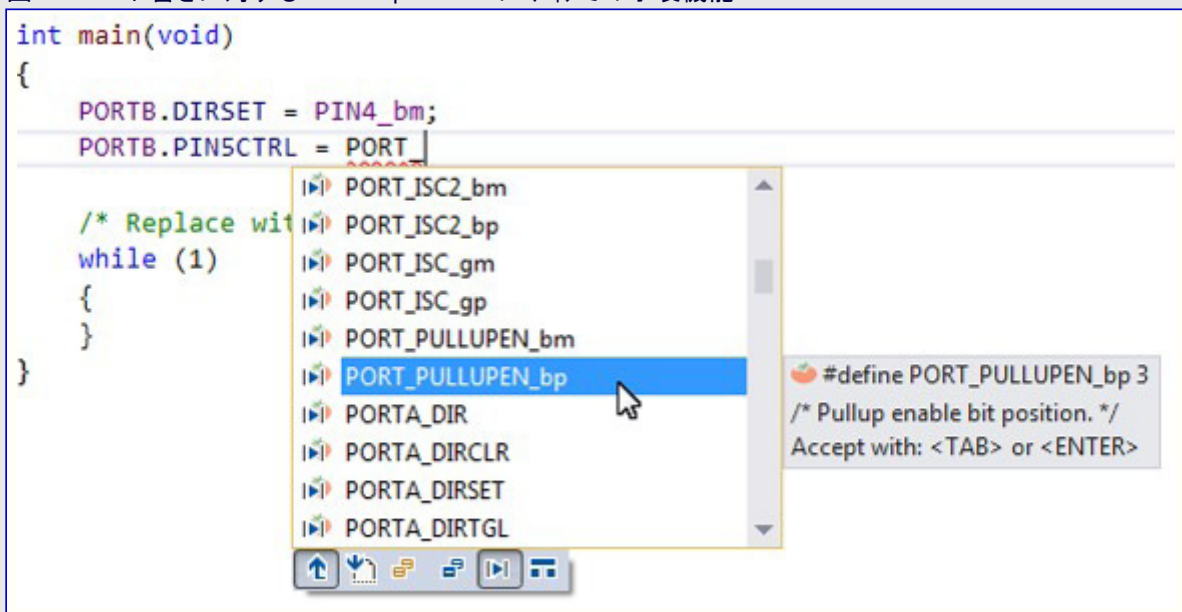 int main(void)
{
PORTB.DIRSET = PIN4_bm;
PORTB.PIN5CTRL = PORT_
PORT_ISC2_bm
/* Replace wit
PORT_ISC2_bp
while (1)
PORT_ISC_gm
{
PORT_ISC_gp
}
PORT_PULLUPEN_bm
}
PORT_PULLUPEN_bp
#define PORT_PULLUPEN_bp 3
PORTA_DIR
/* Pullup enable bit position. */
PORTA_DIRCLR
Accept with: <TAB> or <ENTER>
PORTA_DIRSET
PORTA_DIRTGL